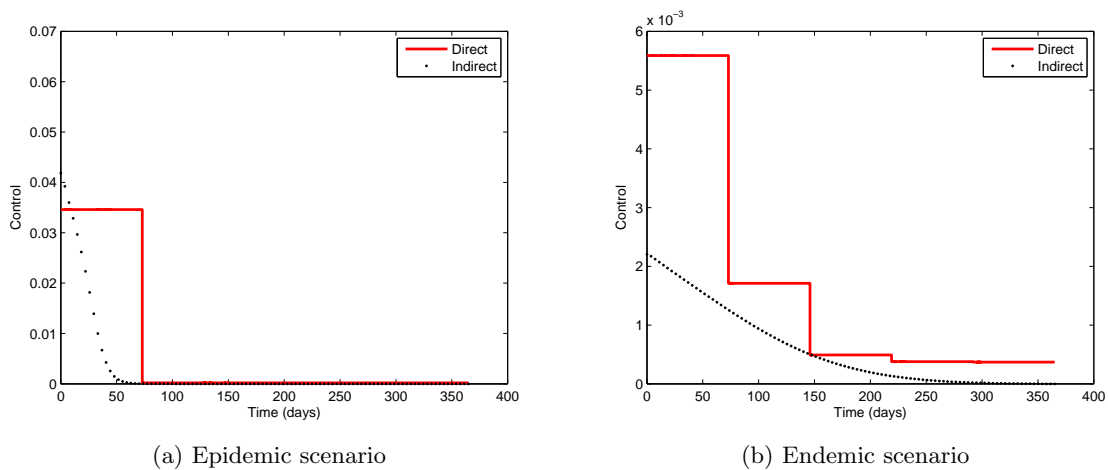 0.07
0.06
0.05
0.04
0.03
0.02
0.01
0
Control
0 50 100 150 200 250 300 350 400
Time (days)
Direct
Indirect
(a) Epidemic scenario
x 10⁻³
6
5
4
3
2
1
0
Control
0 50 100 150 200 250 300 350 400
Time (days)
Direct
Indirect
(b) Endemic scenario